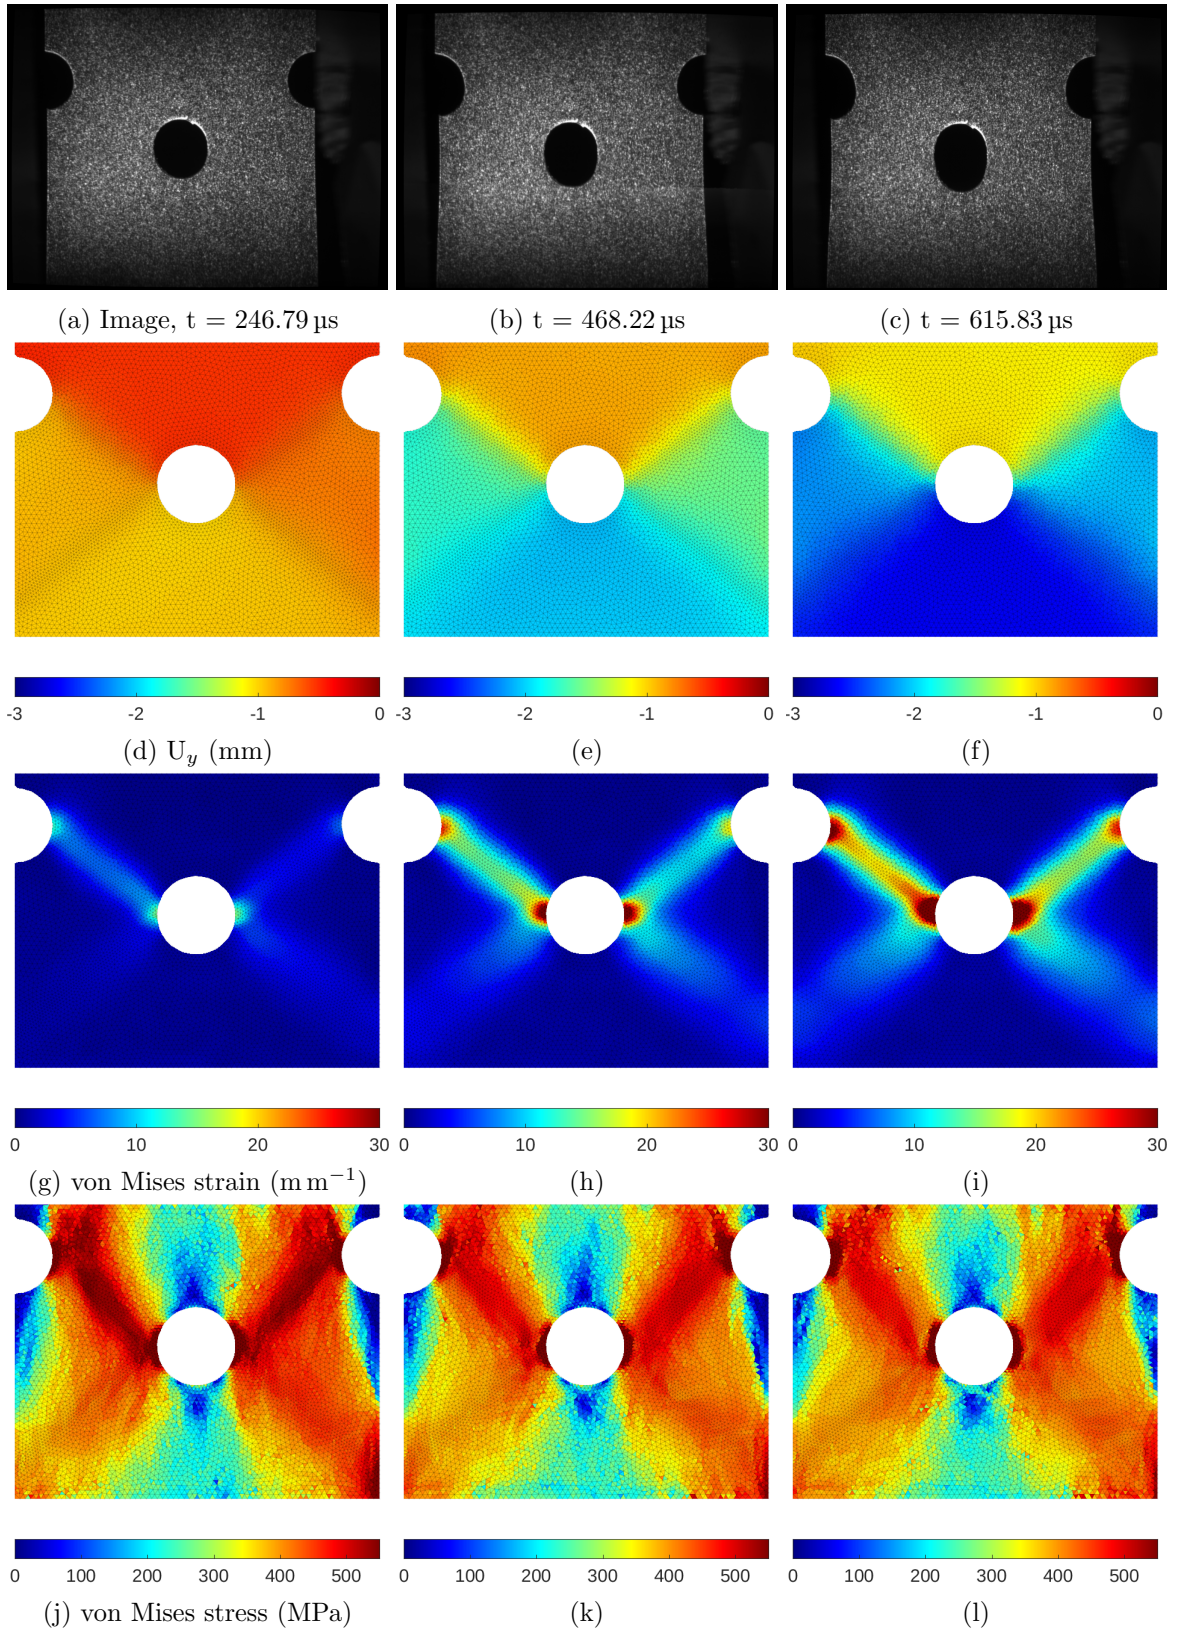 (a) Image, t = 246.79 µs
(b) t = 468.22 µs
(c) t = 615.83 µs
-3 -2 -1 0
-3 -2 -1 0
-3 -2 -1 0
(d) Uy (mm)
(e)
(f)
0 10 20 30
0 10 20 30
0 10 20 30
(g) von Mises strain (m m−1)
(h)
(i)
0 100 200 300 400 500
0 100 200 300 400 500
0 100 200 300 400 500
(j) von Mises stress (MPa)
(k)
(l)